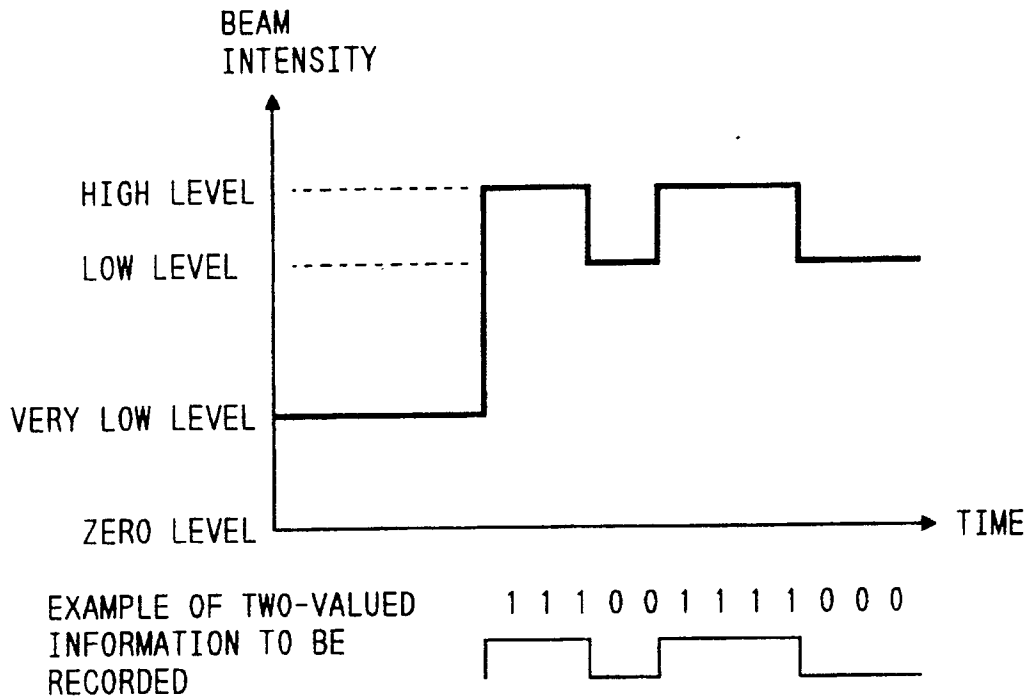 BEAM
INTENSITY
HIGH LEVEL
LOW LEVEL
VERY LOW LEVEL
ZERO LEVEL
TIME
EXAMPLE OF TWO-VALUED
INFORMATION TO BE
RECORDED
1 1 1 0 0 1 1 1 1 0 0 0